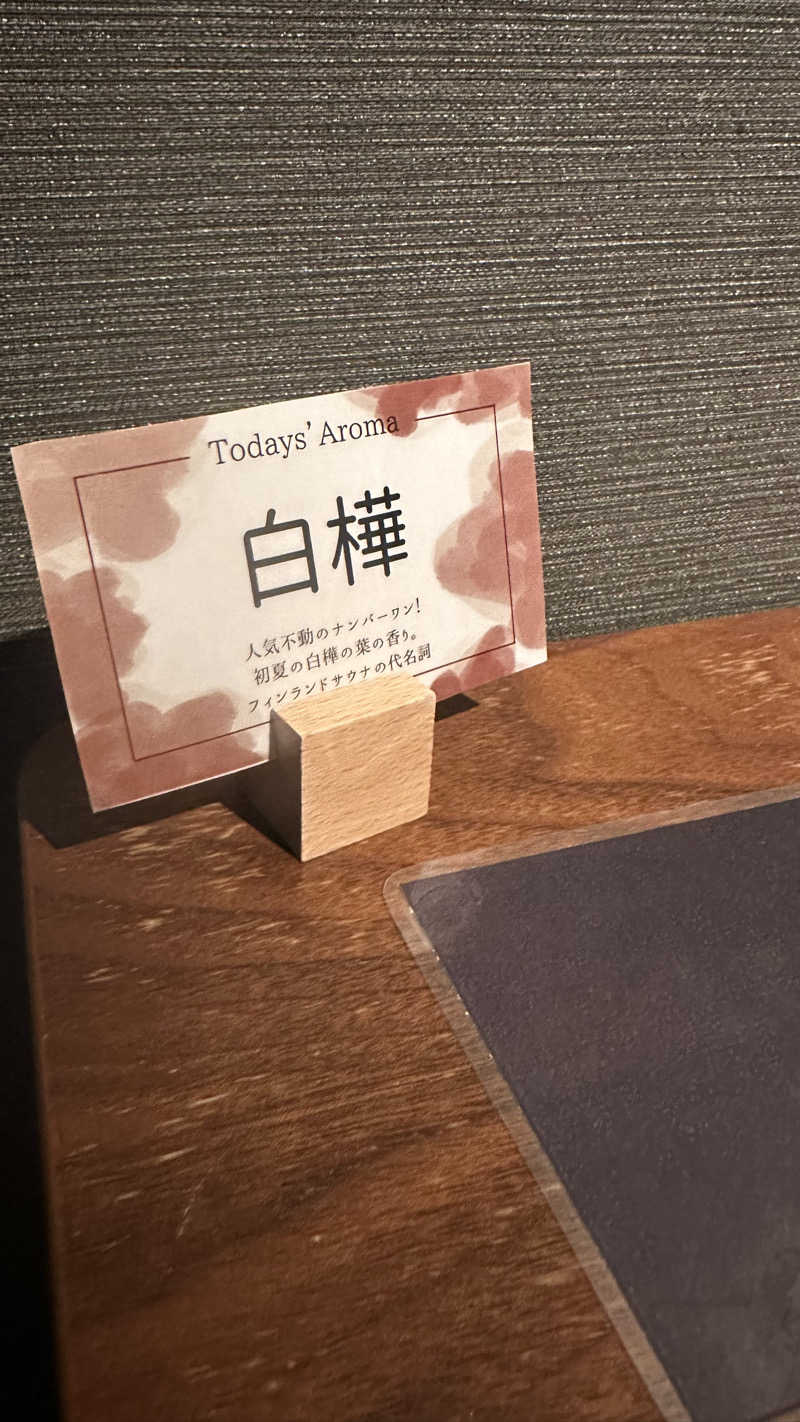 Todays' Aroma
白樺
人気不動のナンバーワン!
初夏の白樺の葉の香り。
フィンランドサウナの代名詞